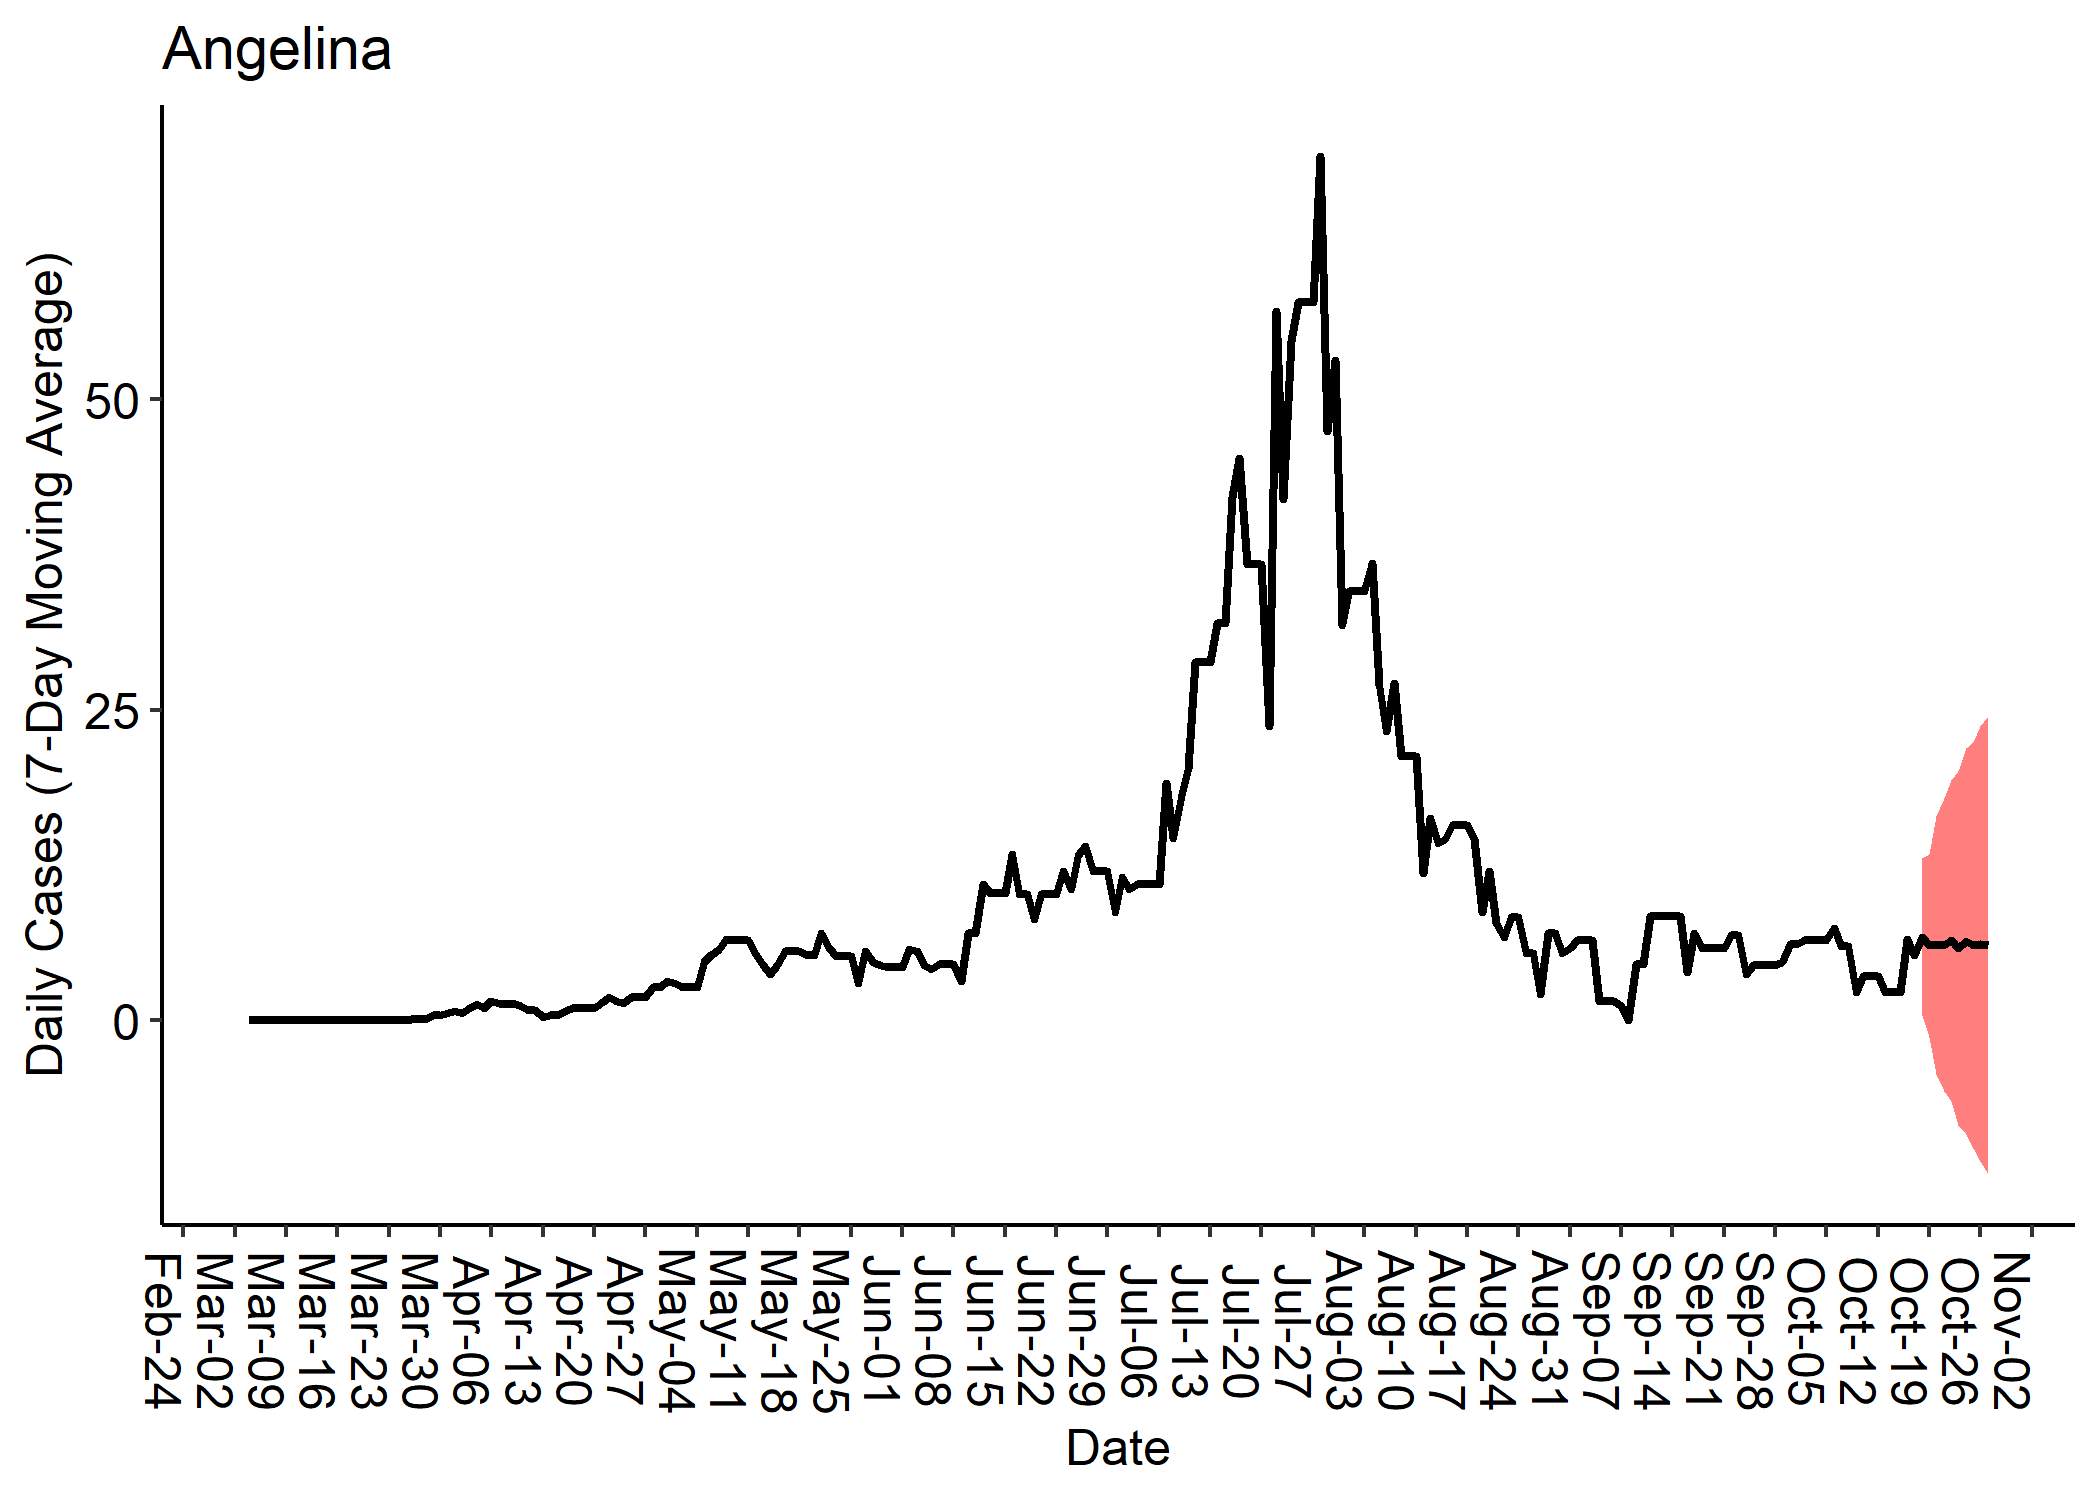 Angelina
Daily Cases (7-Day Moving Average)
50
25
0
Feb-24
Mar-02
Mar-09
Mar-16
Mar-23
Mar-30
Apr-06
Apr-13
Apr-20
Apr-27
May-04
May-11
May-18
May-25
Jun-01
Jun-08
Jun-15
Jun-22
Jun-29
Jul-06
Jul-13
Jul-20
Jul-27
Aug-03
Aug-10
Aug-17
Aug-24
Aug-31
Sep-07
Sep-14
Sep-21
Sep-28
Oct-05
Oct-12
Oct-19
Oct-26
Nov-02
Date